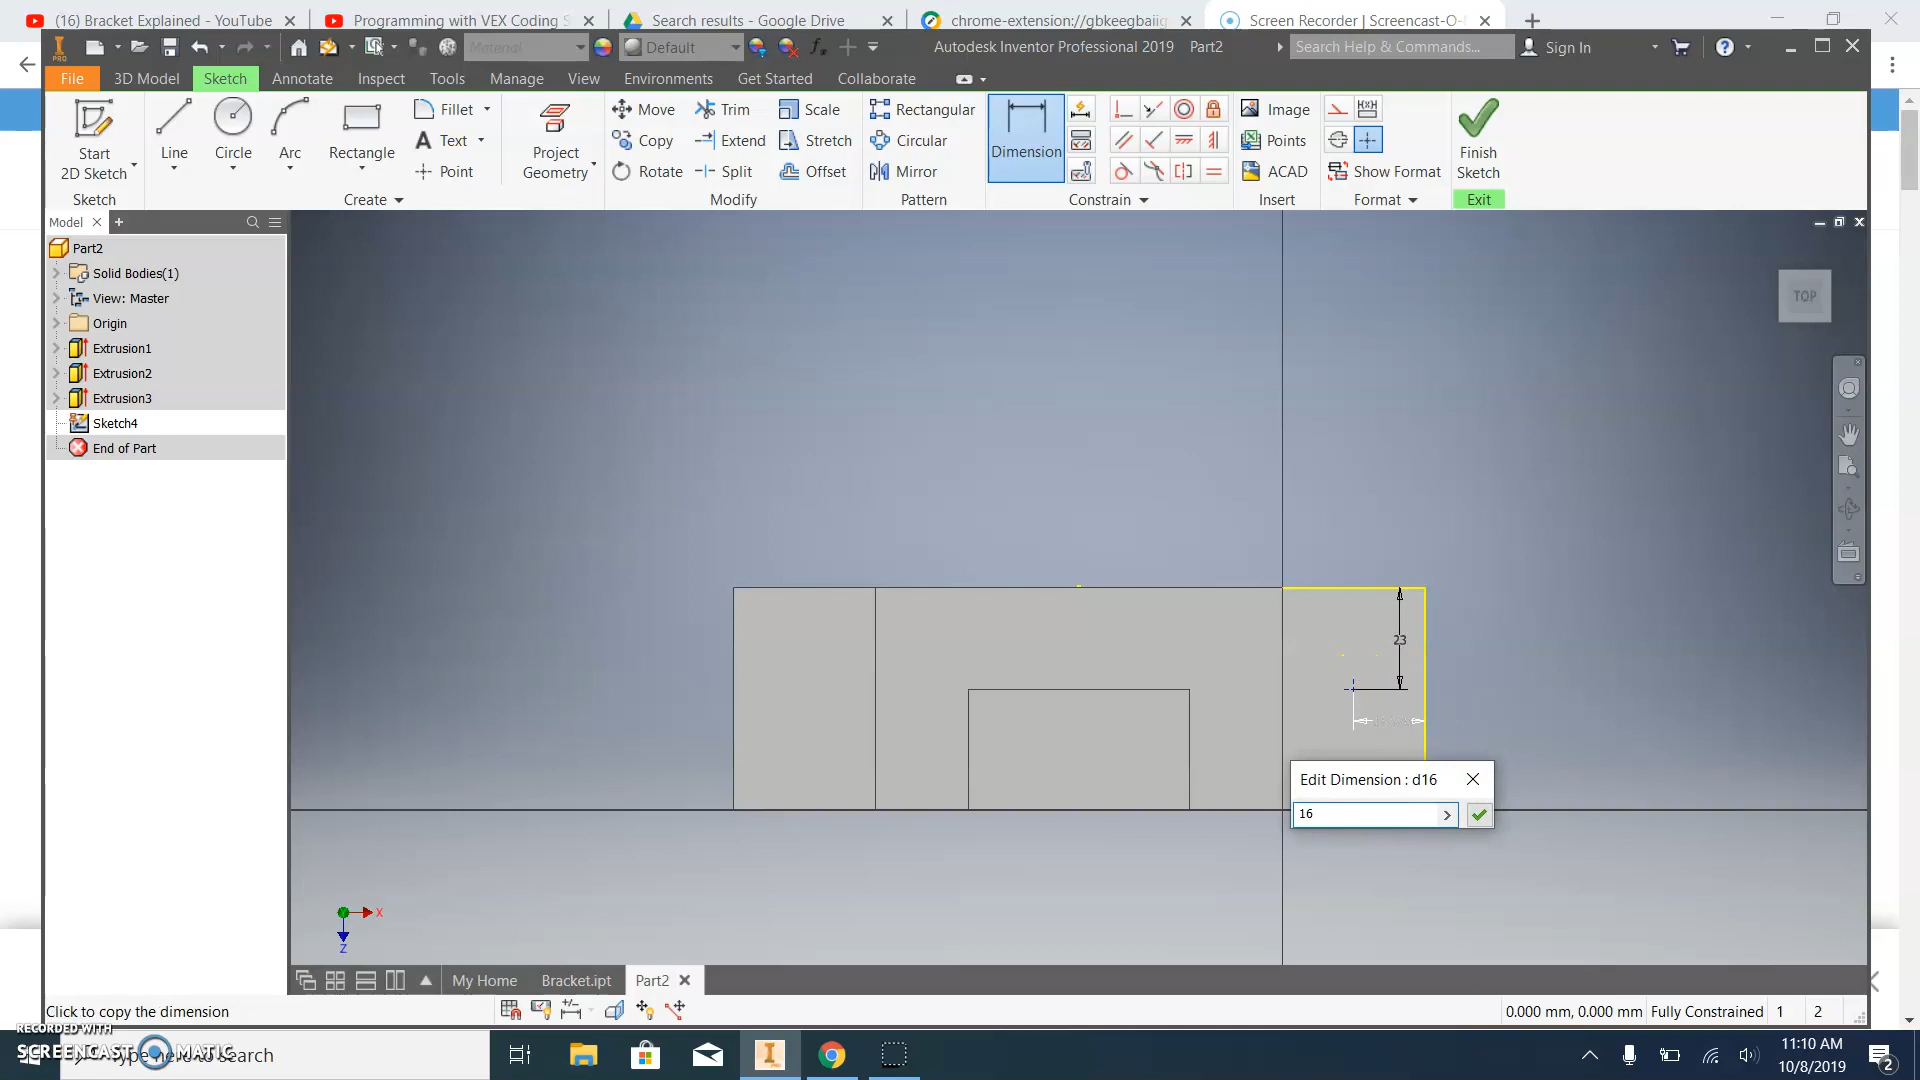 (16) Bracket Explained - YouTube
Programming with VEX Coding S
Search results - Google Drive
chrome-extension://gbkeegbaiig
Screen Recorder | Screencast-O-
PRO
Material
Default
Autodesk Inventor Professional 2019 Part2
Search Help & Commands...
Sign In
File
3D Model
Sketch
Annotate
Inspect
Tools
Manage
View
Environments
Get Started
Collaborate
Start
2D Sketch
Line
Circle
Arc
Rectangle
Fillet
Text
Point
Project
Geometry
Move
Copy
Rotate
Trim
Extend
Split
Scale
Stretch
Offset
Rectangular
Circular
Mirror
Dimension
Image
Points
ACAD
Show Format
Finish
Sketch
Sketch
Create
Modify
Pattern
Constrain
Insert
Format
Exit
Model
Part2
Solid Bodies(1)
View: Master
Origin
Extrusion1
Extrusion2
Extrusion3
Sketch4
End of Part
TOP
23
Edit Dimension : d16
16
X
Z
My Home
Bracket.ipt
Part2
Click to copy the dimension
0.000 mm, 0.000 mm
Fully Constrained
1
2
RECORDED WITH
SCREENCAST MATIC
Type here to search
11:10 AM
10/8/2019
2